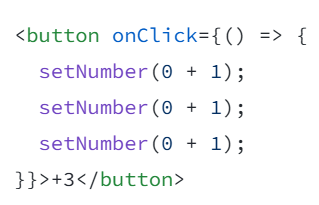 <button onClick={() => {
  setNumber(0 + 1);
  setNumber(0 + 1);
  setNumber(0 + 1);
}}>+3</button>